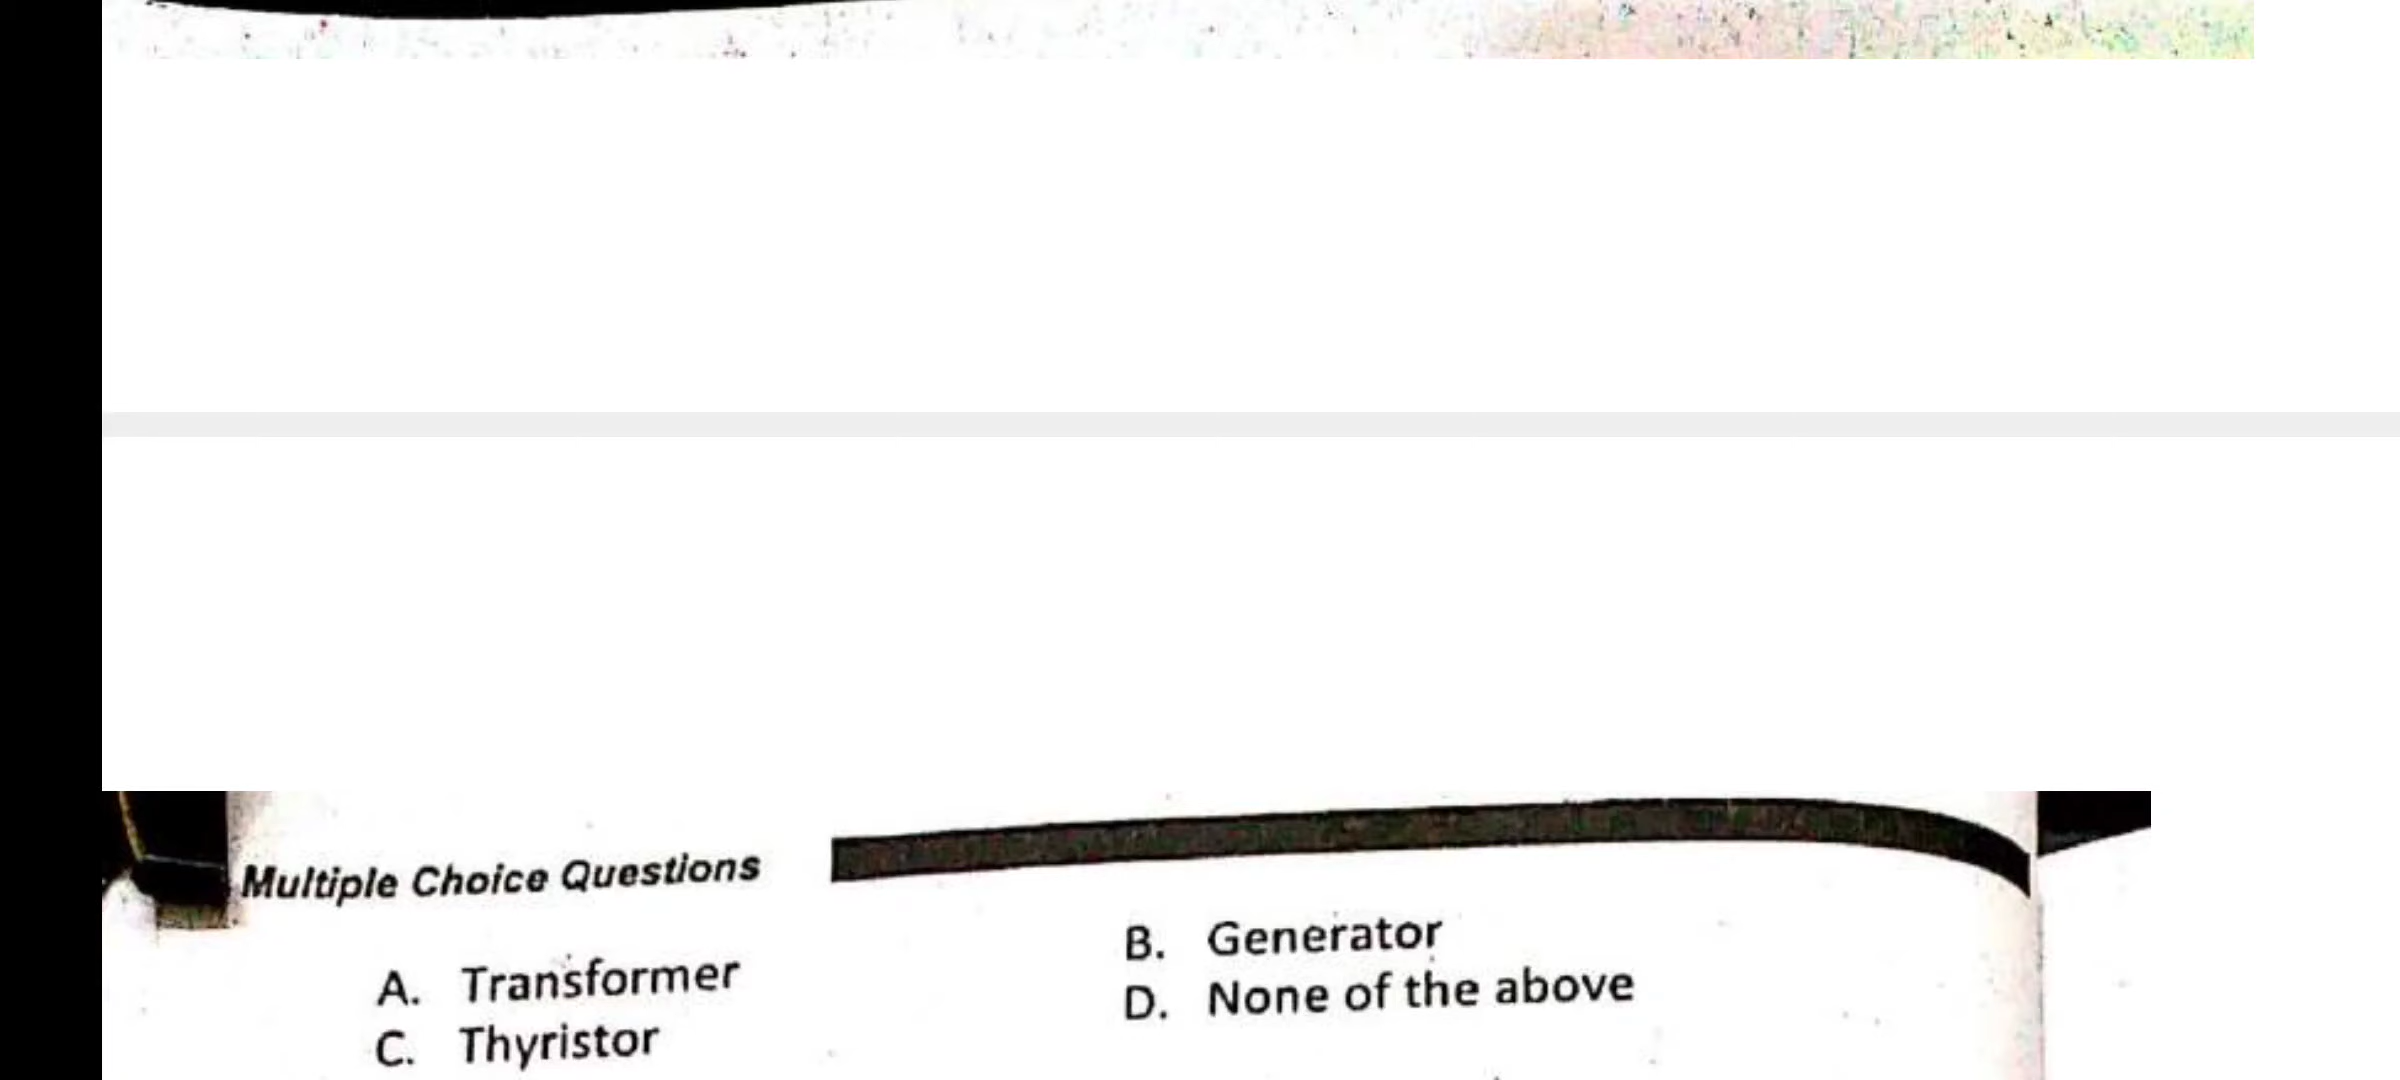 Multiple Choice Questions
A. Transformer
B. Generator
C. Thyristor
D. None of the above